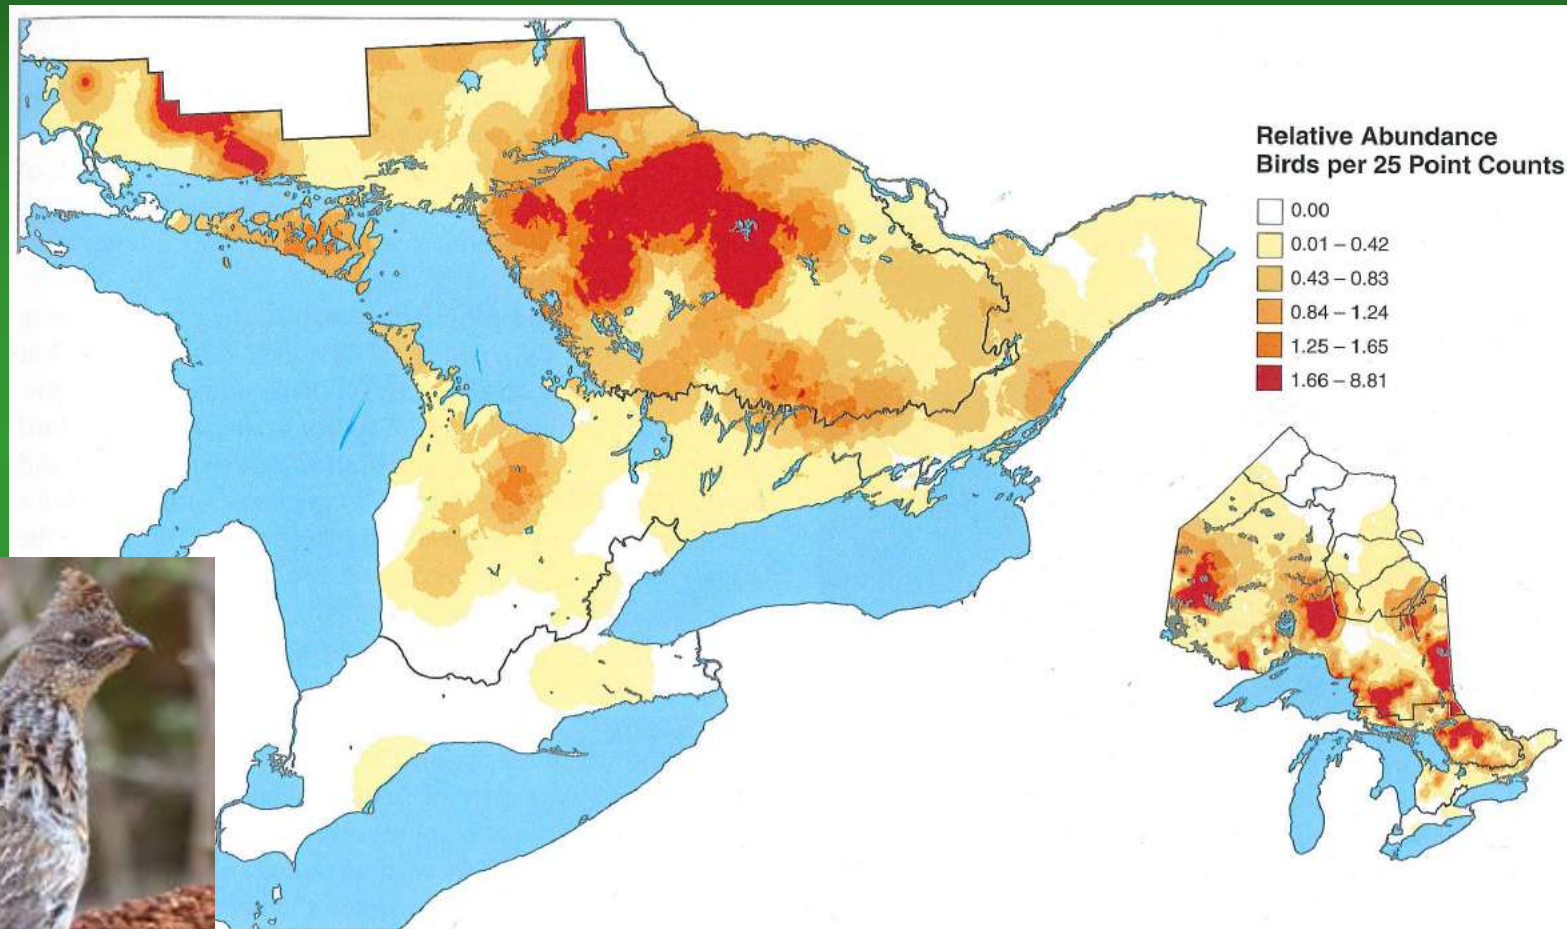 Relative Abundance
Birds per 25 Point Counts
0.00
0.01 – 0.42
0.43 – 0.83
0.84 – 1.24
1.25 – 1.65
1.66 – 8.81